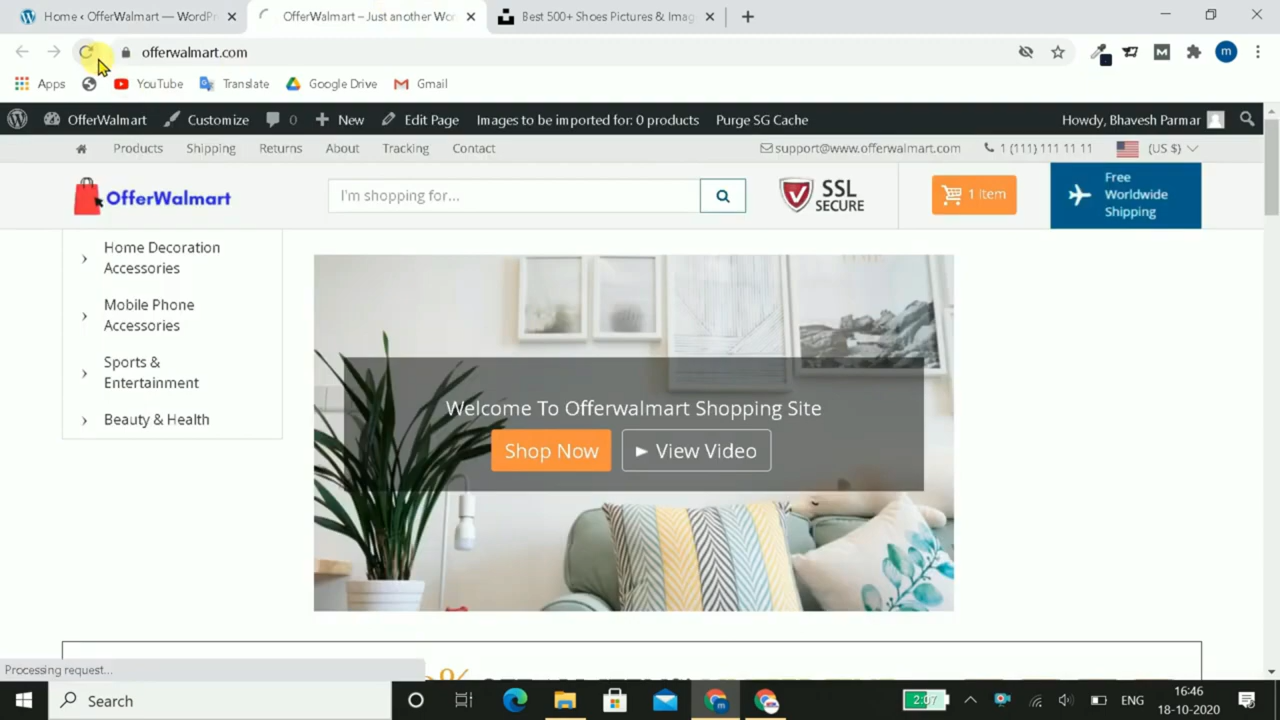 Home ‹ OfferWalmart — WordPr
OfferWalmart – Just another Wo
Best 500+ Shoes Pictures & Imag
offerwalmart.com
m
Apps
YouTube
Translate
Google Drive
Gmail
OfferWalmart
Customize
0
New
Edit Page
Images to be imported for: 0 products
Purge SG Cache
Howdy, Bhavesh Parmar
Products
Shipping
Returns
About
Tracking
Contact
support@www.offerwalmart.com
1 (111) 111 11 11
(US $)
OfferWalmart
I'm shopping for...
SSL
SECURE
1 Item
Free
Worldwide
Shipping
Home Decoration
Accessories
Mobile Phone
Accessories
Sports &
Entertainment
Beauty & Health
Welcome To Offerwalmart Shopping Site
Shop Now
View Video
Processing request...
Search
2:07
ENG
16:46
18-10-2020